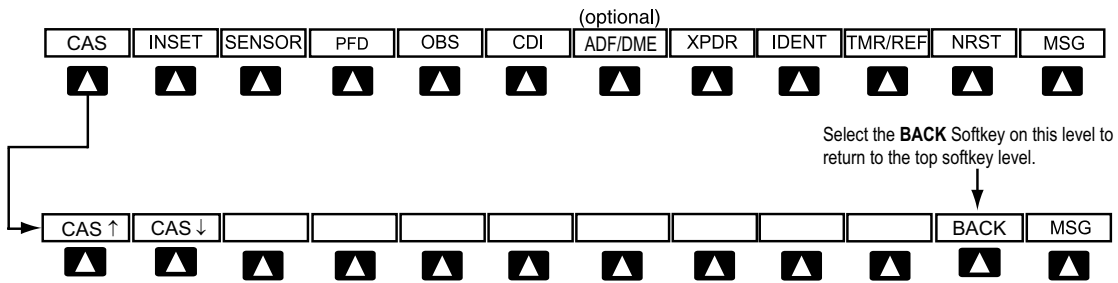 (optional)
CAS INSET SENSOR PFD OBS CDI ADF/DME XPDR IDENT TMR/REF NRST MSG
Select the BACK Softkey on this level to
return to the top softkey level.
CAS ↑ CAS ↓ BACK MSG